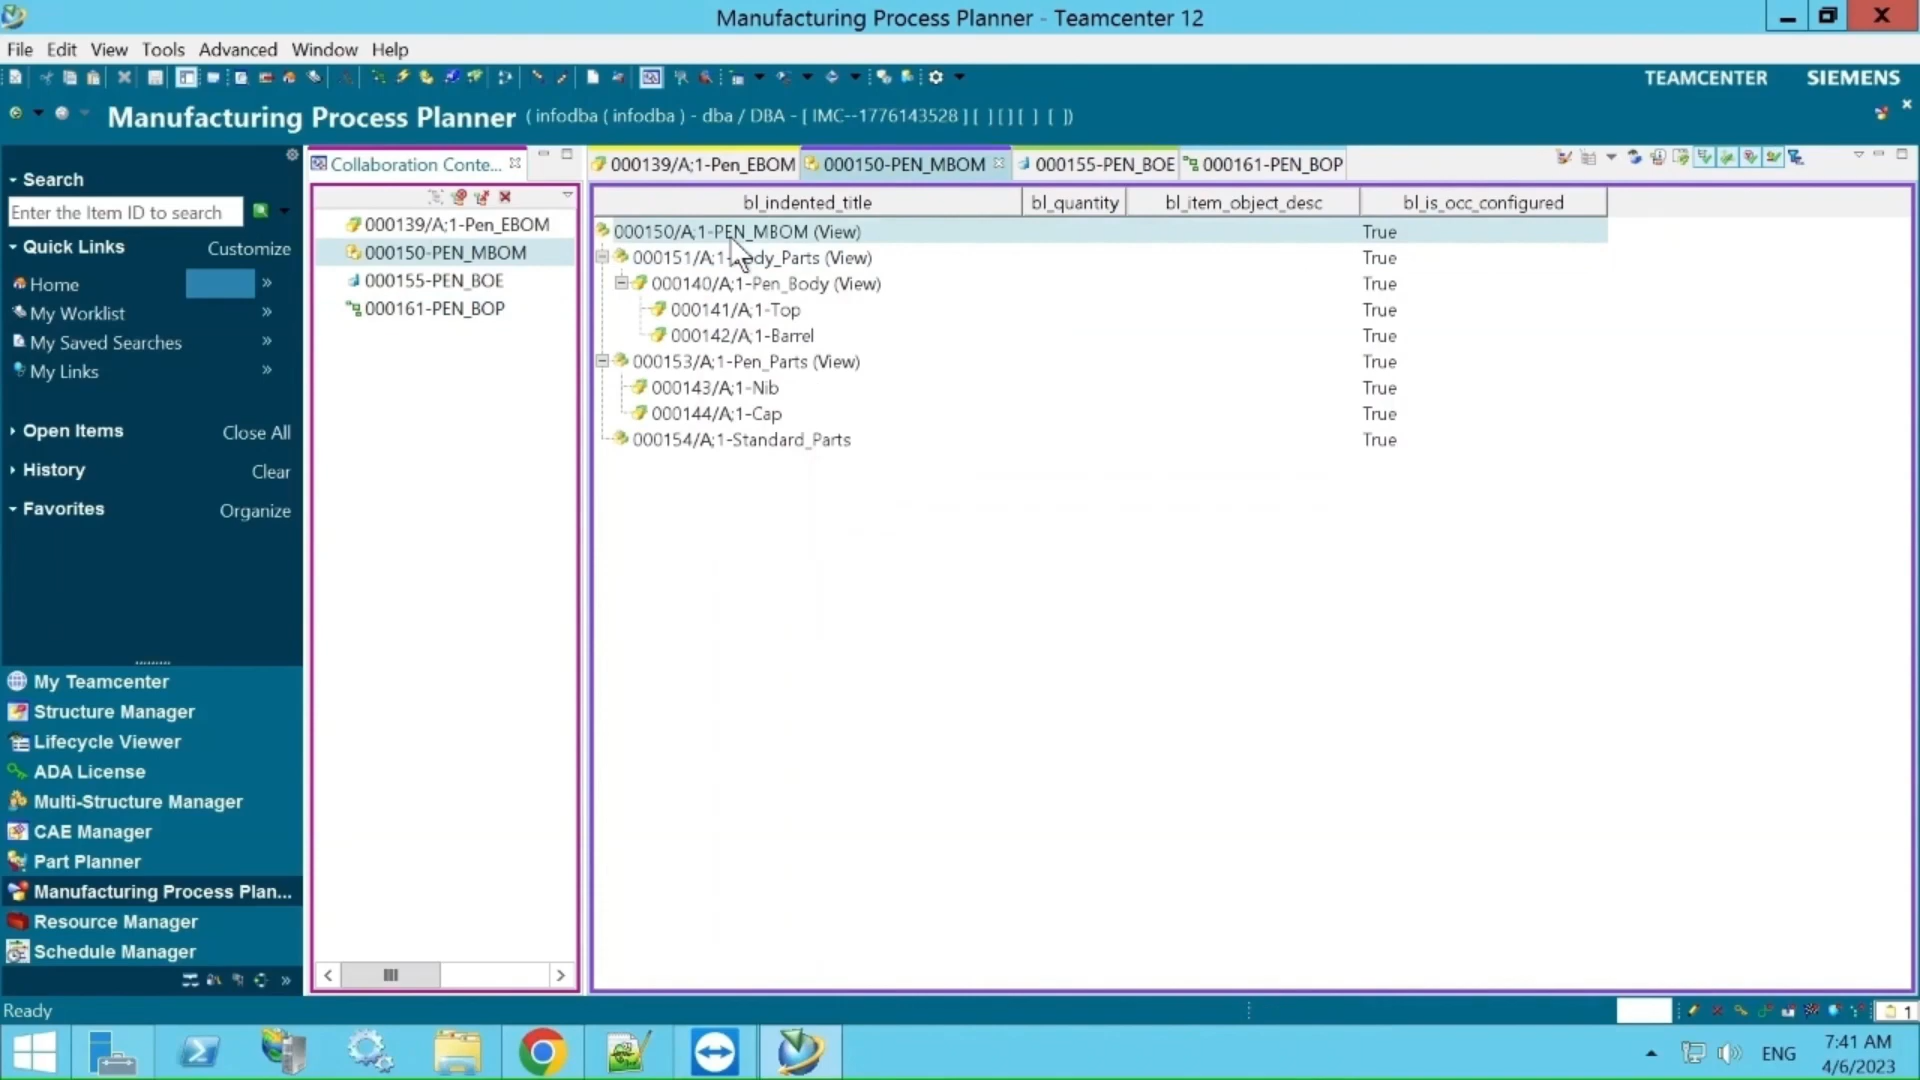 Manufacturing Process Planner - Teamcenter 12
File Edit View Tools Advanced Window Help
TEAMCENTER SIEMENS
Manufacturing Process Planner ( infodba ( infodba ) - dba / DBA - [ IMC--1776143528 ] [ ] [ ] [ ] [ ] )
Search
Enter the Item ID to search
Quick Links Customize
Home »
My Worklist »
My Saved Searches »
My Links »
Open Items Close All
History Clear
Favorites Organize
My Teamcenter
Structure Manager
Lifecycle Viewer
ADA License
Multi-Structure Manager
CAE Manager
Part Planner
Manufacturing Process Plan...
Resource Manager
Schedule Manager
Collaboration Conte...
000139/A;1-Pen_EBOM
000150-PEN_MBOM
000155-PEN_BOE
000161-PEN_BOP
000139/A;1-Pen_EBOM 000150-PEN_MBOM 000155-PEN_BOE 000161-PEN_BOP
bl_indented_title bl_quantity bl_item_object_desc bl_is_occ_configured
000150/A;1-PEN_MBOM (View) True
000151/A;1- dy_Parts (View) True
000140/A;1-Pen_Body (View) True
000141/A;1-Top True
000142/A;1-Barrel True
000153/A;1-Pen_Parts (View) True
000143/A;1-Nib True
000144/A;1-Cap True
000154/A;1-Standard_Parts True
Ready
1
ENG
7:41 AM
4/6/2023